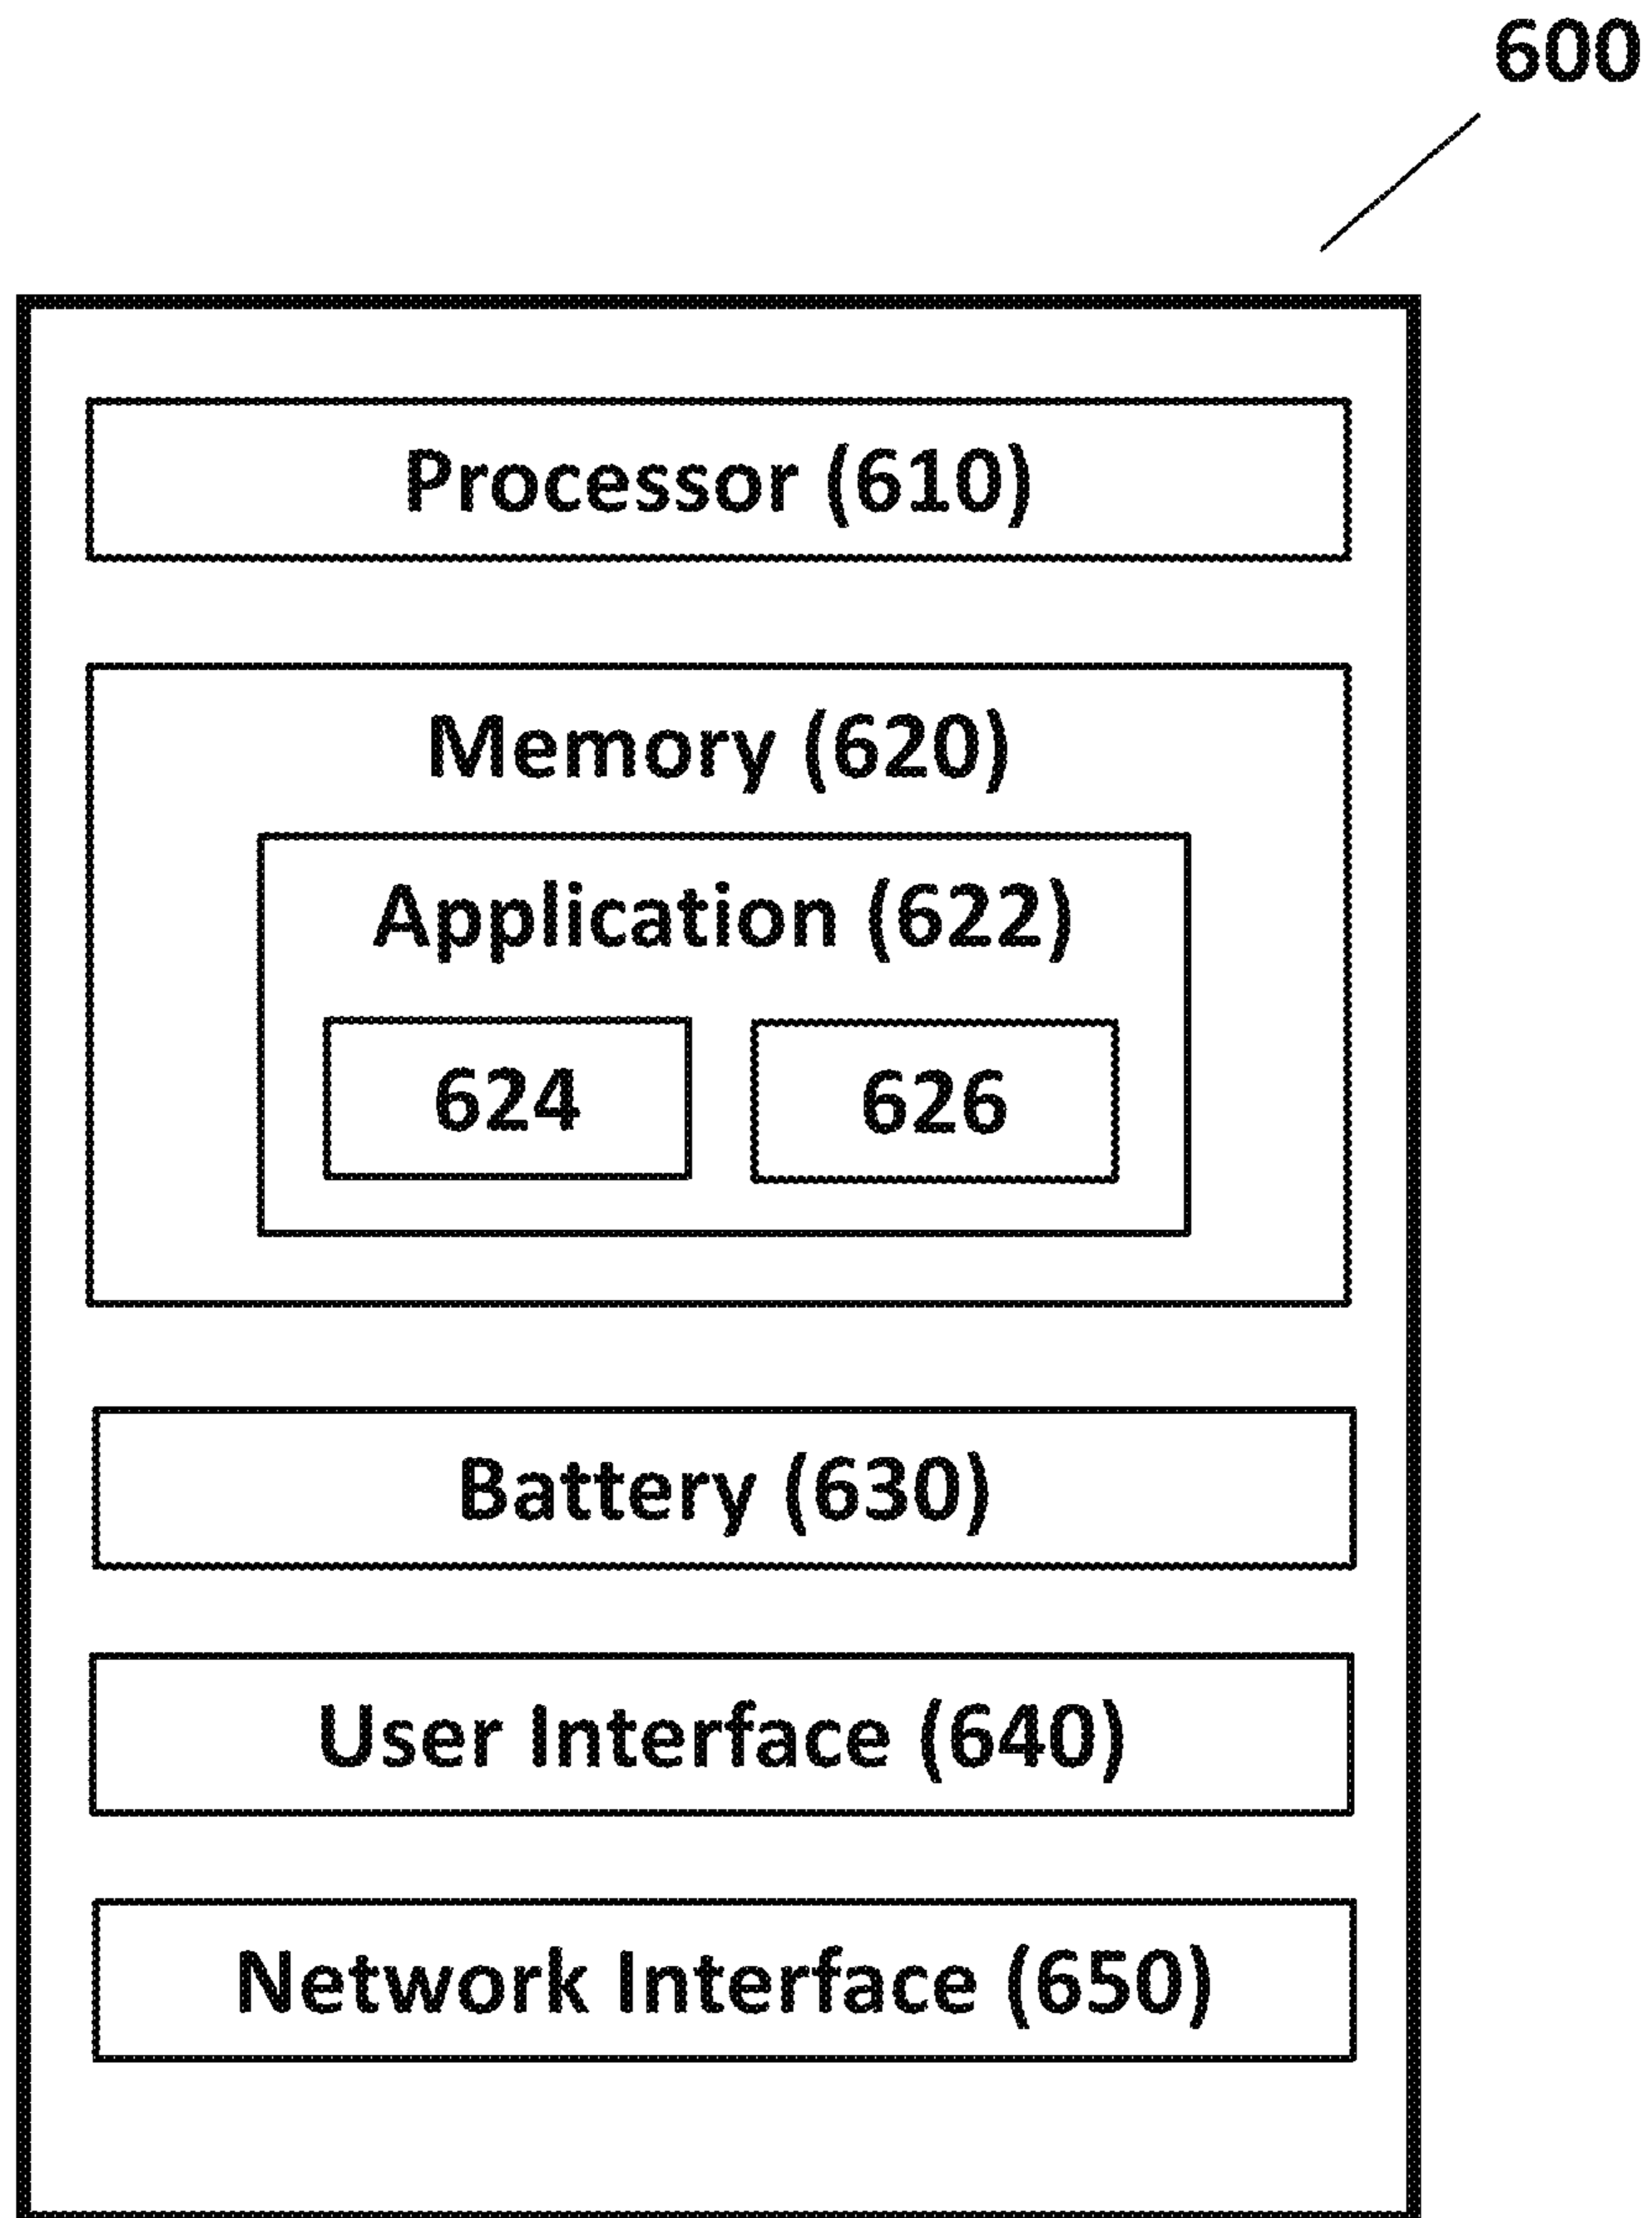 600
Processor (610)
Memory (620)
Application (622)
624 626
Battery (630)
User Interface (640)
Network Interface (650)